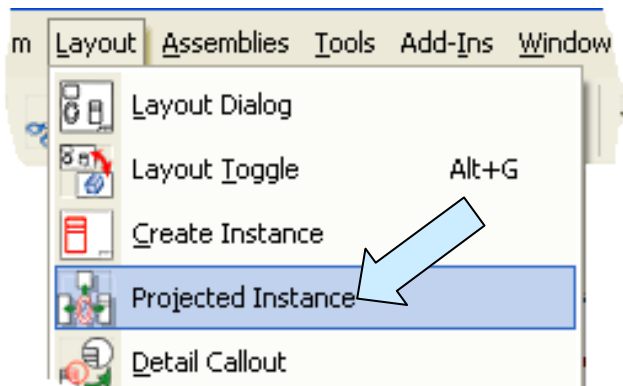 m Layout Assemblies Tools Add-Ins Window
Layout Dialog
Layout Toggle Alt+G
Create Instance
Projected Instance
Detail Callout